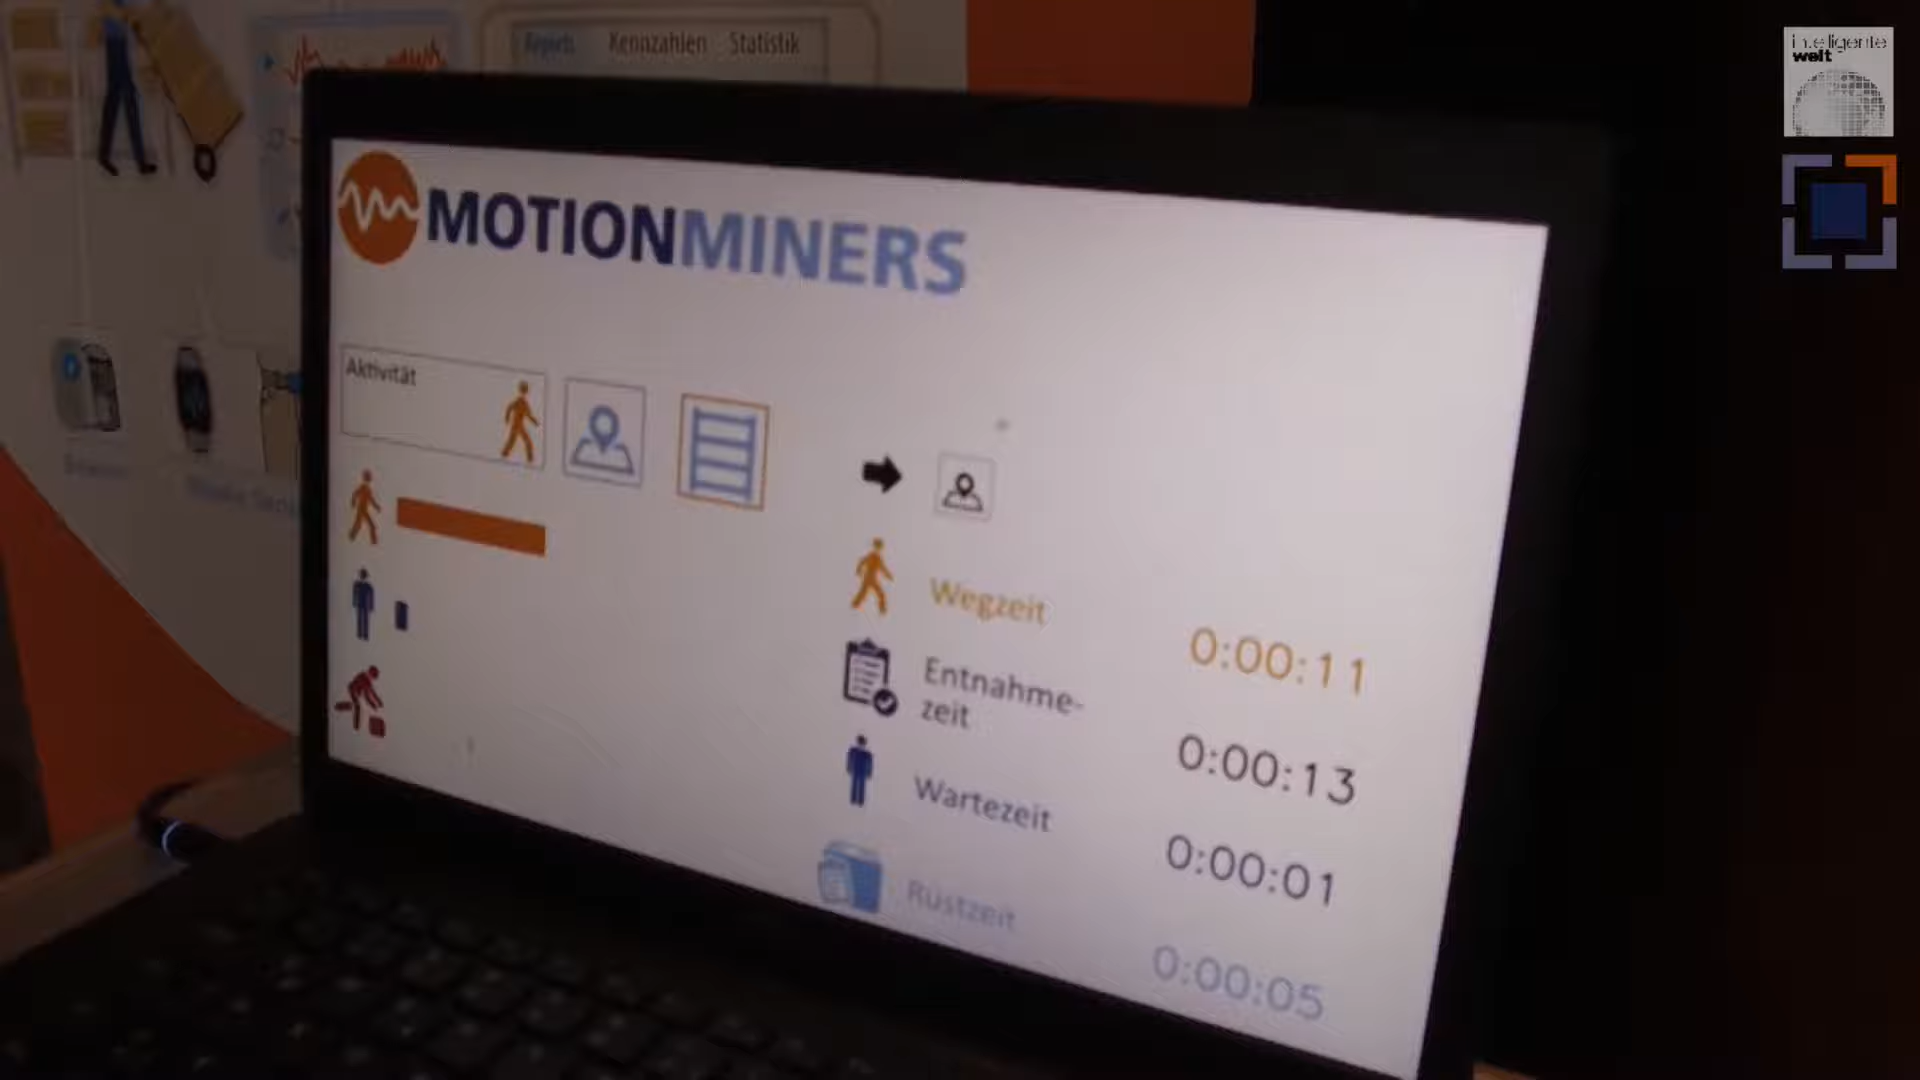 Reports Kennzahlen Statistik
intelligente
welt
MOTIONMINERS
Aktivität
Wegzeit 0:00:11
Entnahme-
zeit 0:00:13
Wartezeit 0:00:01
Rüstzeit 0:00:05